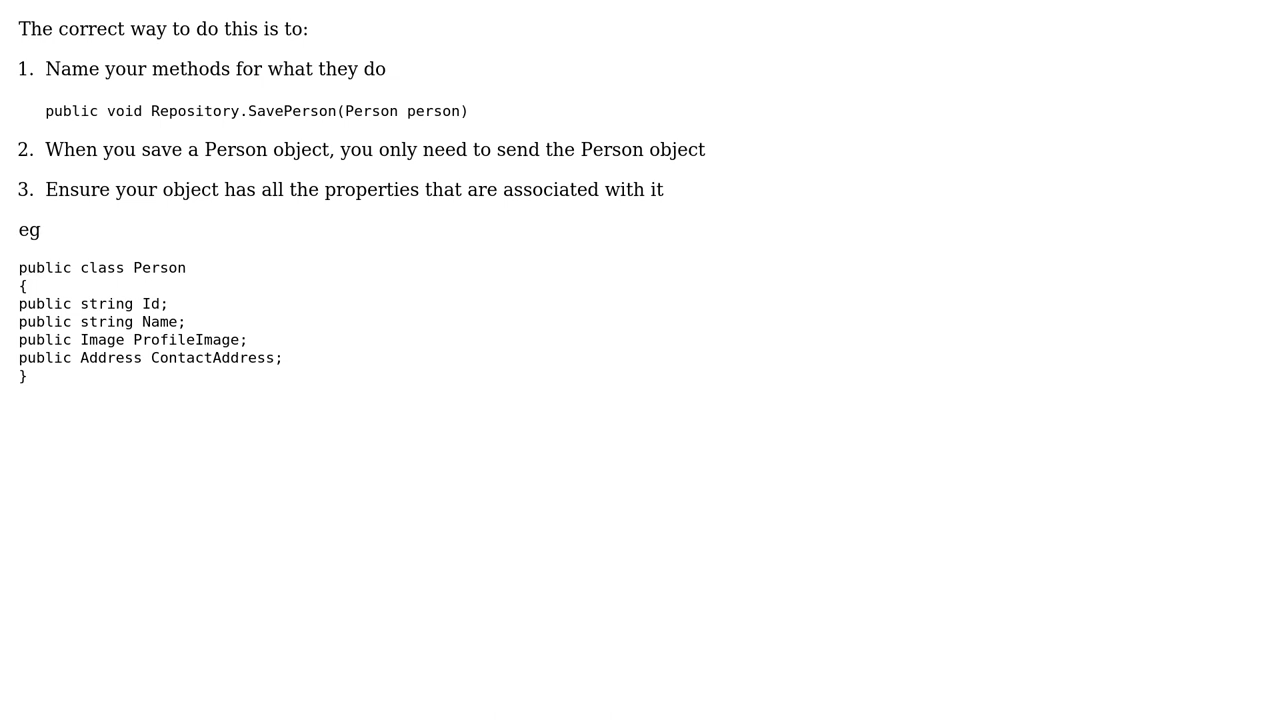 The correct way to do this is to:
1. Name your methods for what they do
public void Repository.SavePerson(Person person)
2. When you save a Person object, you only need to send the Person object
3. Ensure your object has all the properties that are associated with it
eg
public class Person
{
public string Id;
public string Name;
public Image ProfileImage;
public Address ContactAddress;
}